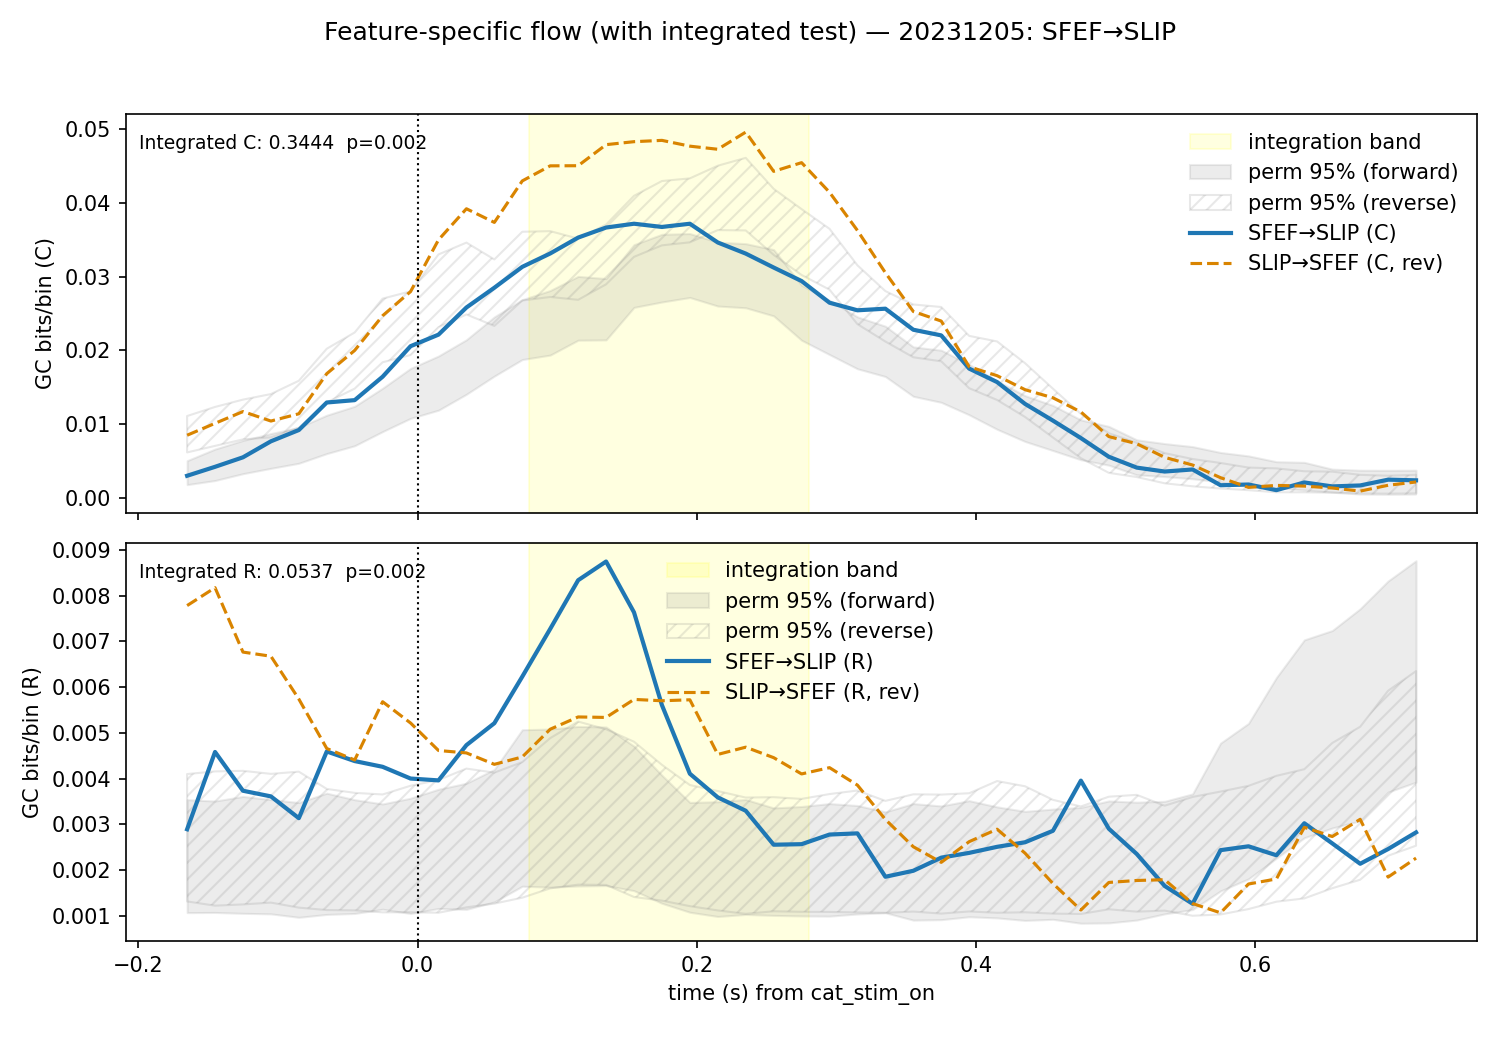 Feature-specific flow (with integrated test) — 20231205: SFEF→SLIP
Integrated C: 0.3444  p=0.002
integration band
perm 95% (forward)
perm 95% (reverse)
SFEF→SLIP (C)
SLIP→SFEF (C, rev)
GC bits/bin (C)
0.05
0.04
0.03
0.02
0.01
0.00
Integrated R: 0.0537  p=0.002
integration band
perm 95% (forward)
perm 95% (reverse)
SFEF→SLIP (R)
SLIP→SFEF (R, rev)
GC bits/bin (R)
0.009
0.008
0.007
0.006
0.005
0.004
0.003
0.002
0.001
−0.2 0.0 0.2 0.4 0.6
time (s) from cat_stim_on